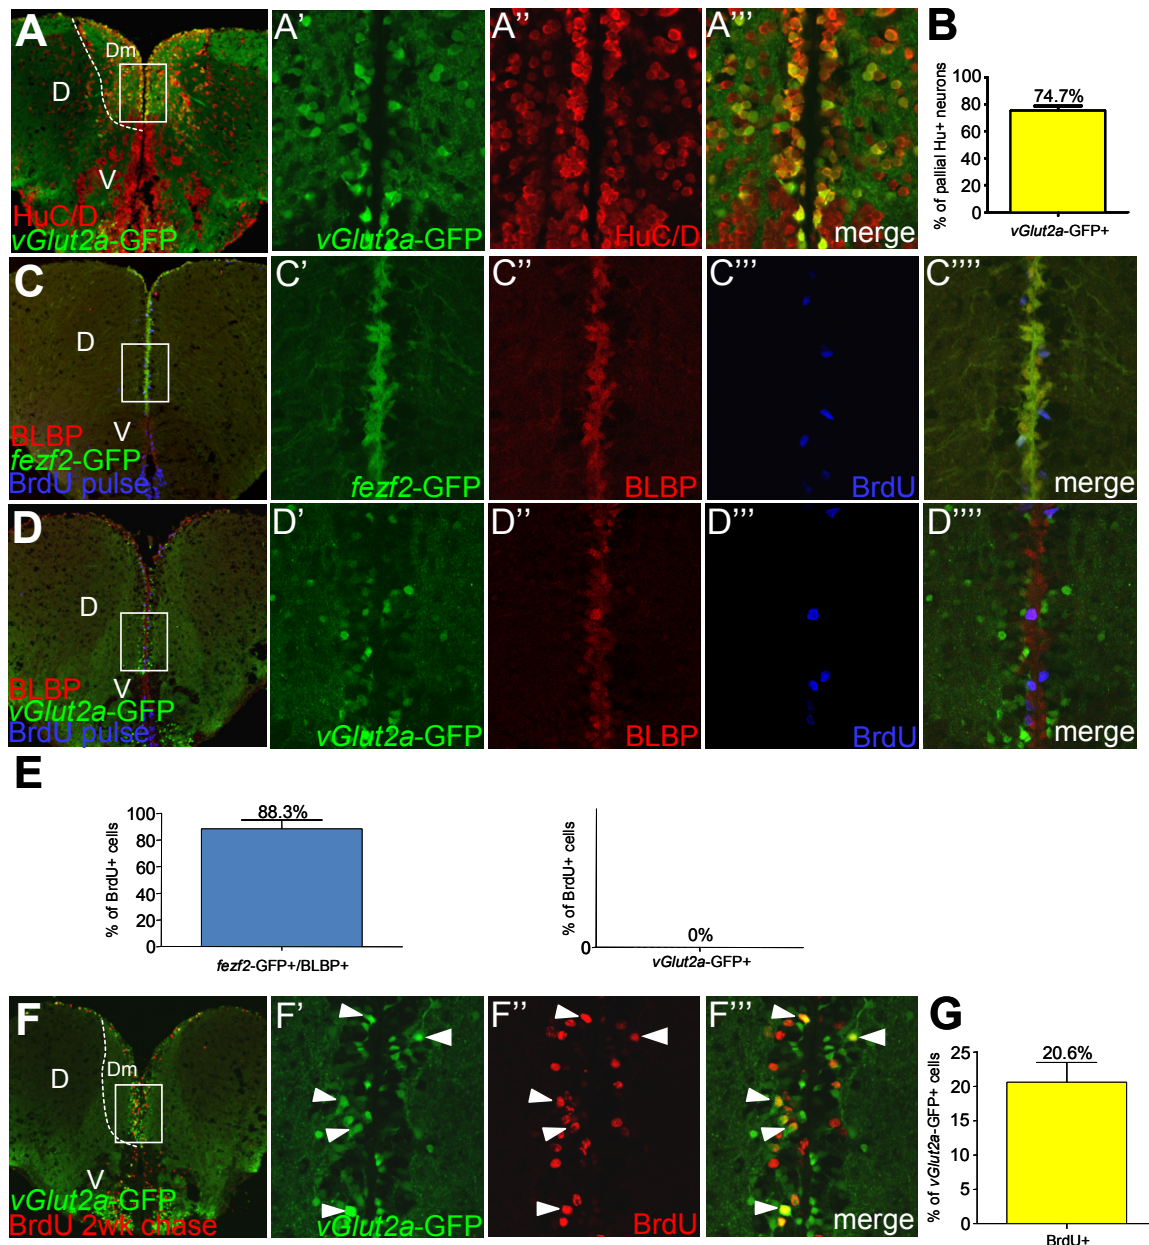 A
Dm
D
V
HuC/D
vGlut2a-GFP
A’
vGlut2a-GFP
A’’
HuC/D
A’’’
merge
B
% of pallial Hu+ neurons
100
80
60
40
20
0
74.7%
vGlut2a-GFP+
C
D
V
BLBP
fezf2-GFP
BrdU pulse
C’
fezf2-GFP
C’’
BLBP
C’’’
BrdU
C’’’’
merge
D
D
V
BLBP
vGlut2a-GFP
BrdU pulse
D’
vGlut2a-GFP
D’’
BLBP
D’’’
BrdU
D’’’’
merge
E
% of BrdU+ cells
100
80
60
40
20
0
88.3%
fezf2-GFP+/BLBP+
% of BrdU+ cells
0
0%
vGlut2a-GFP+
F
D
Dm
V
vGlut2a-GFP
BrdU 2wk chase
F’
vGlut2a-GFP
F’’
BrdU
F’’’
merge
G
% of vGlut2a-GFP+ cells
25
20
15
10
5
0
20.6%
BrdU+